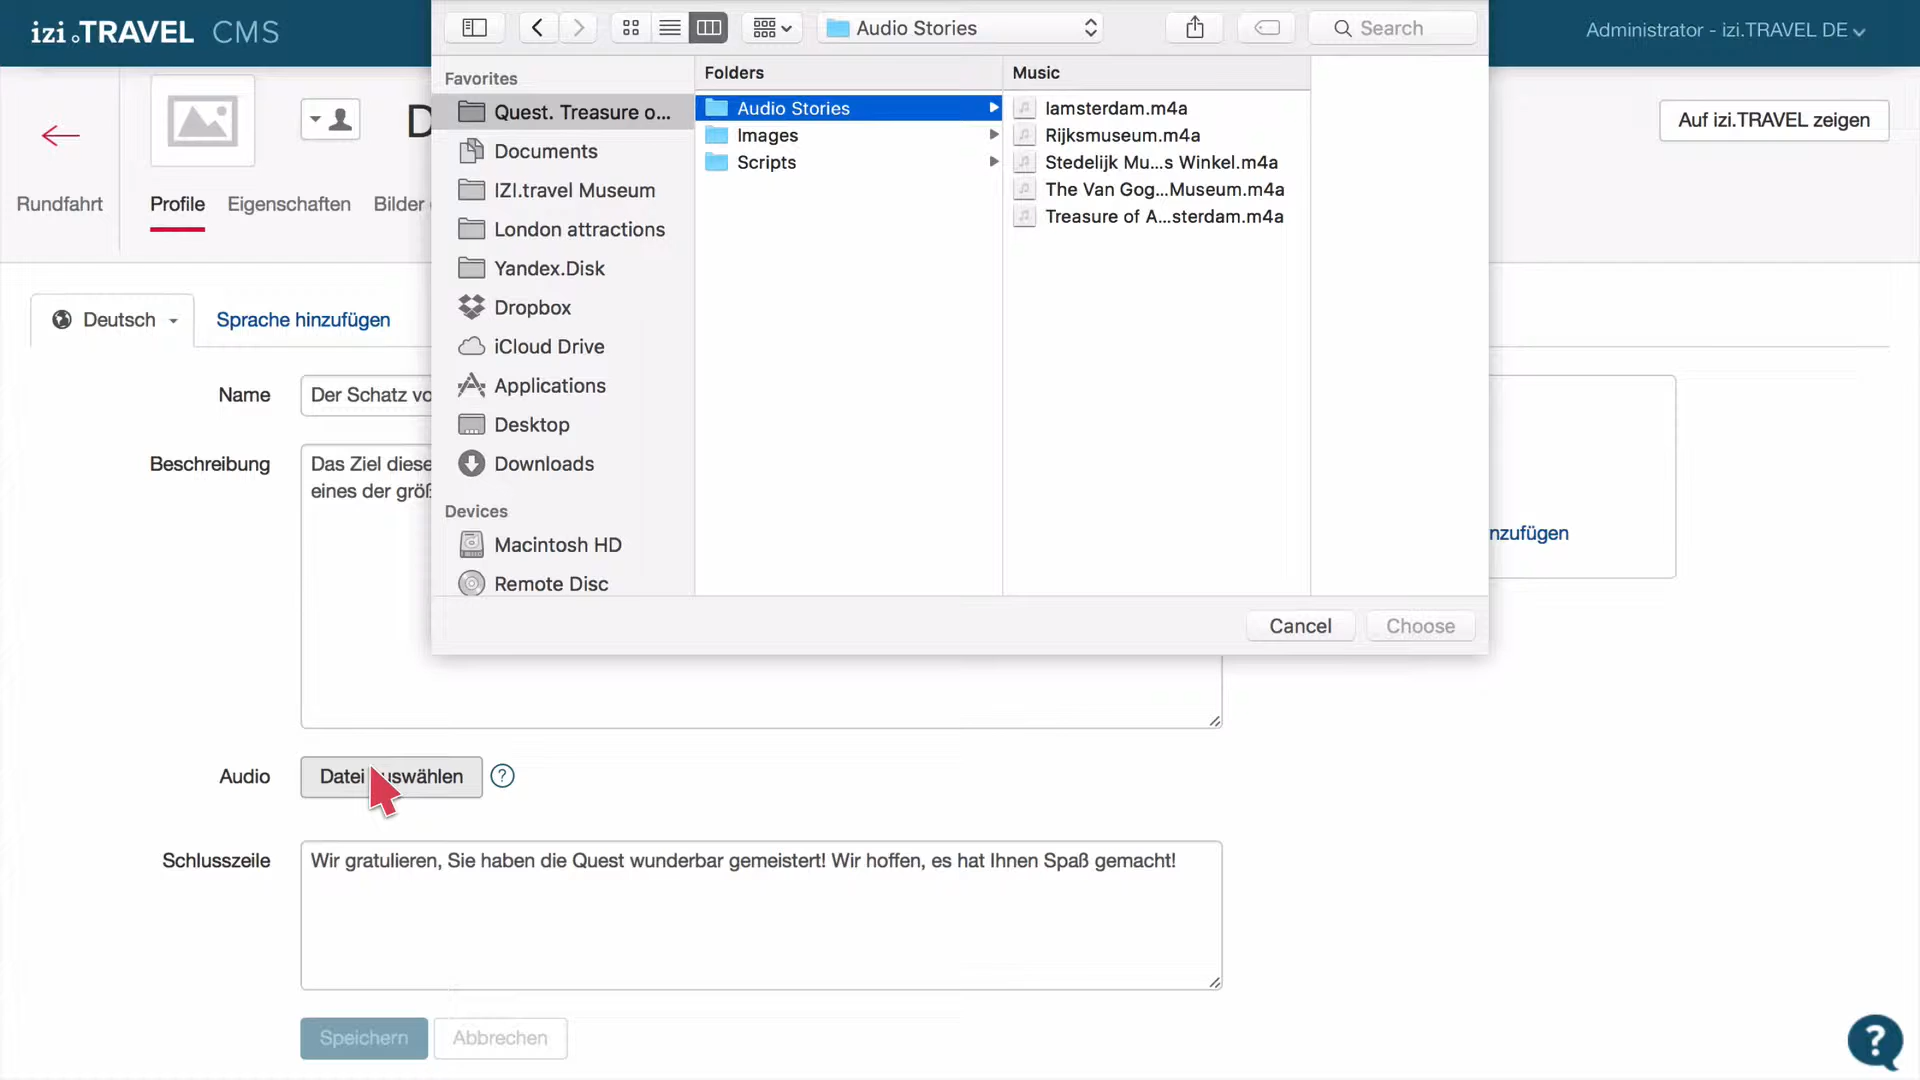 izi.TRAVEL CMS
Audio Stories
Search
Administrator - izi.TRAVEL DE
Favorites
Quest. Treasure o...
Documents
IZI.travel Museum
London attractions
Yandex.Disk
Dropbox
iCloud Drive
Applications
Desktop
Downloads
Devices
Macintosh HD
Remote Disc
Folders
Audio Stories
Images
Scripts
Music
Iamsterdam.m4a
Rijksmuseum.m4a
Stedelijk Mu...s Winkel.m4a
The Van Gog...Museum.m4a
Treasure of A...sterdam.m4a
Cancel
Choose
D
Auf izi.TRAVEL zeigen
Rundfahrt
Profile
Eigenschaften
Bilder
Deutsch
Sprache hinzufügen
Name
Der Schatz vo
Beschreibung
Das Ziel diese
eines der größ
nzufügen
Audio
Datei uswählen
?
Schlusszeile
Wir gratulieren, Sie haben die Quest wunderbar gemeistert! Wir hoffen, es hat Ihnen Spaß gemacht!
Speichern
Abbrechen
?